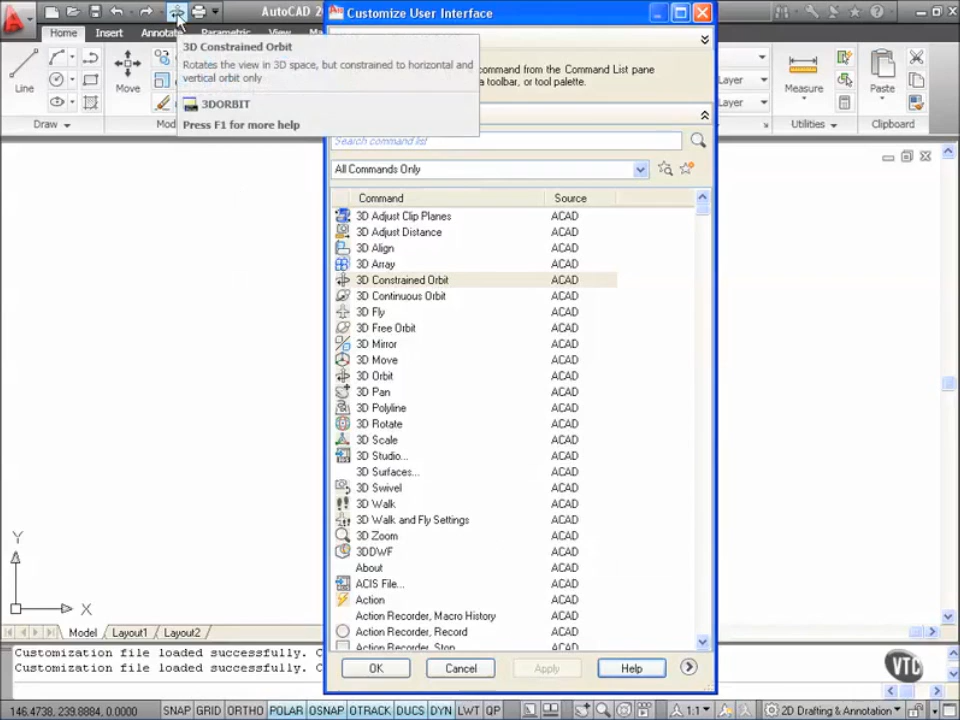 AutoCAD 2
Customize User Interface
Home Insert Annotate Parametric View Ma
3D Constrained Orbit
Rotates the view in 3D space, but constrained to horizontal and
vertical orbit only
3DORBIT
Press F1 for more help
command from the Command List pane
a toolbar, or tool palette.
Line
Move
Layer
Layer
Measure
Paste
Draw
Mod
Utilities
Clipboard
Search command list
All Commands Only
Command Source
3D Adjust Clip Planes ACAD
3D Adjust Distance ACAD
3D Align ACAD
3D Array ACAD
3D Constrained Orbit ACAD
3D Continuous Orbit ACAD
3D Fly ACAD
3D Free Orbit ACAD
3D Mirror ACAD
3D Move ACAD
3D Orbit ACAD
3D Pan ACAD
3D Polyline ACAD
3D Rotate ACAD
3D Scale ACAD
3D Studio... ACAD
3D Surfaces... ACAD
3D Swivel ACAD
3D Walk ACAD
3D Walk and Fly Settings ACAD
3D Zoom ACAD
3DDWF ACAD
About ACAD
ACIS File... ACAD
Action ACAD
Action Recorder, Macro History ACAD
Action Recorder, Record ACAD
Action Recorder, Stop ACAD
Y
X
Model Layout1 Layout2
Customization file loaded successfully. C
Customization file loaded successfully. C
OK Cancel Apply Help
VTC
146.4738, 239.8884, 0.0000 SNAP GRID ORTHO POLAR OSNAP OTRACK DUCS DYN LWT QP 1:1 2D Drafting & Annotation